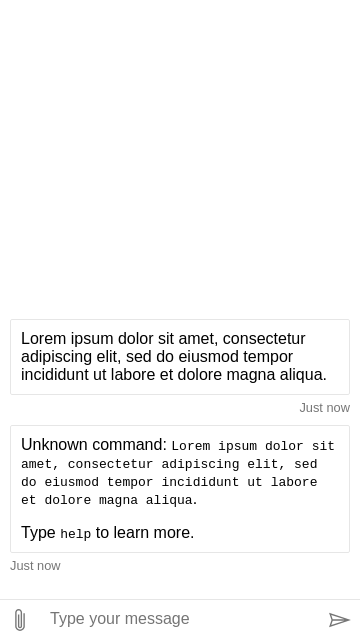 Lorem ipsum dolor sit amet, consectetur
adipiscing elit, sed do eiusmod tempor
incididunt ut labore et dolore magna aliqua.
Just now
Unknown command: Lorem ipsum dolor sit
amet, consectetur adipiscing elit, sed
do eiusmod tempor incididunt ut labore
et dolore magna aliqua.
Type help to learn more.
Just now
Type your message